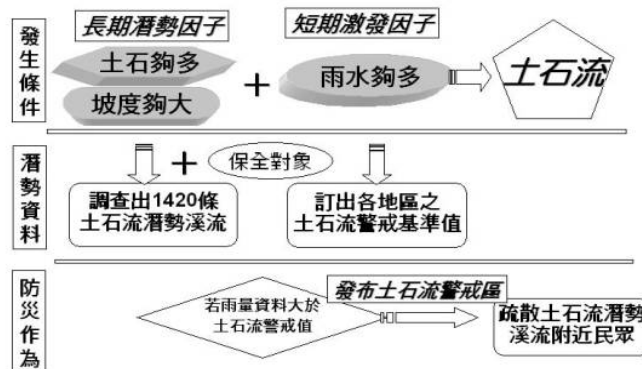 發生條件
長期潛勢因子
短期激發因子
土石夠多
坡度夠大
+
雨水夠多
土石流
潛勢資料
+
保全對象
調查出1420條
土石流潛勢溪流
訂出各地區之
土石流警戒基準值
防災作為
若雨量資料大於
土石流警戒值
發布土石流警戒區
疏散土石流潛勢
溪流附近民眾